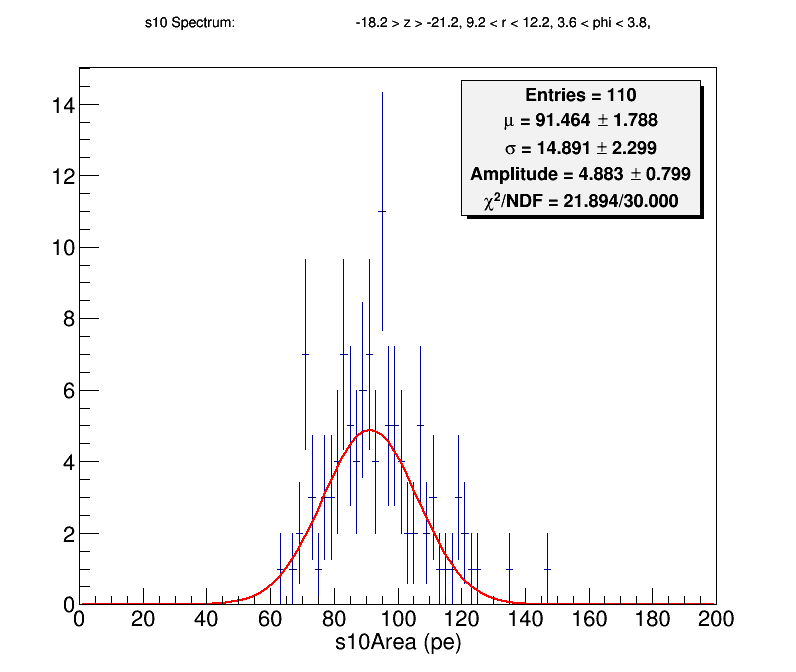 s10 Spectrum: -18.2 > z > -21.2, 9.2 < r < 12.2, 3.6 < phi < 3.8,
Entries = 110
μ = 91.464 ± 1.788
σ = 14.891 ± 2.299
Amplitude = 4.883 ± 0.799
χ²/NDF = 21.894/30.000
14
12
10
8
6
4
2
0
0 20 40 60 80 100 120 140 160 180 200
s10Area (pe)